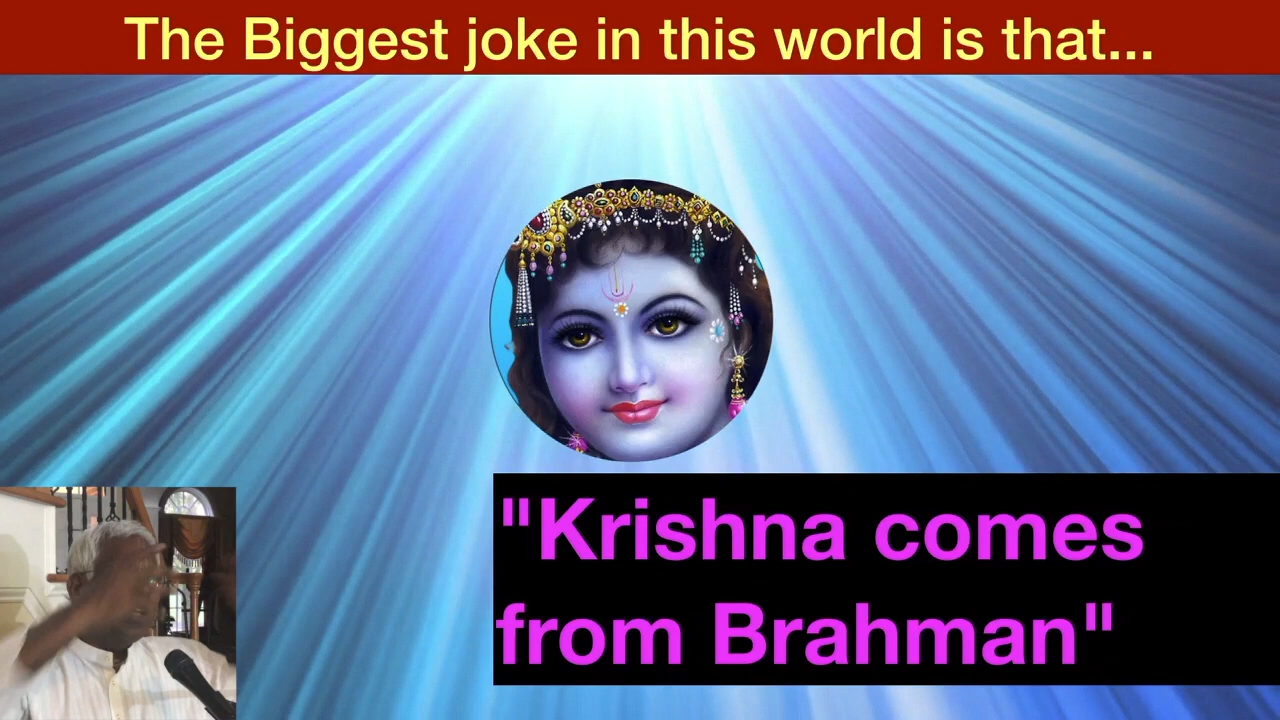 The Biggest joke in this world is that...
"Krishna comes
from Brahman"